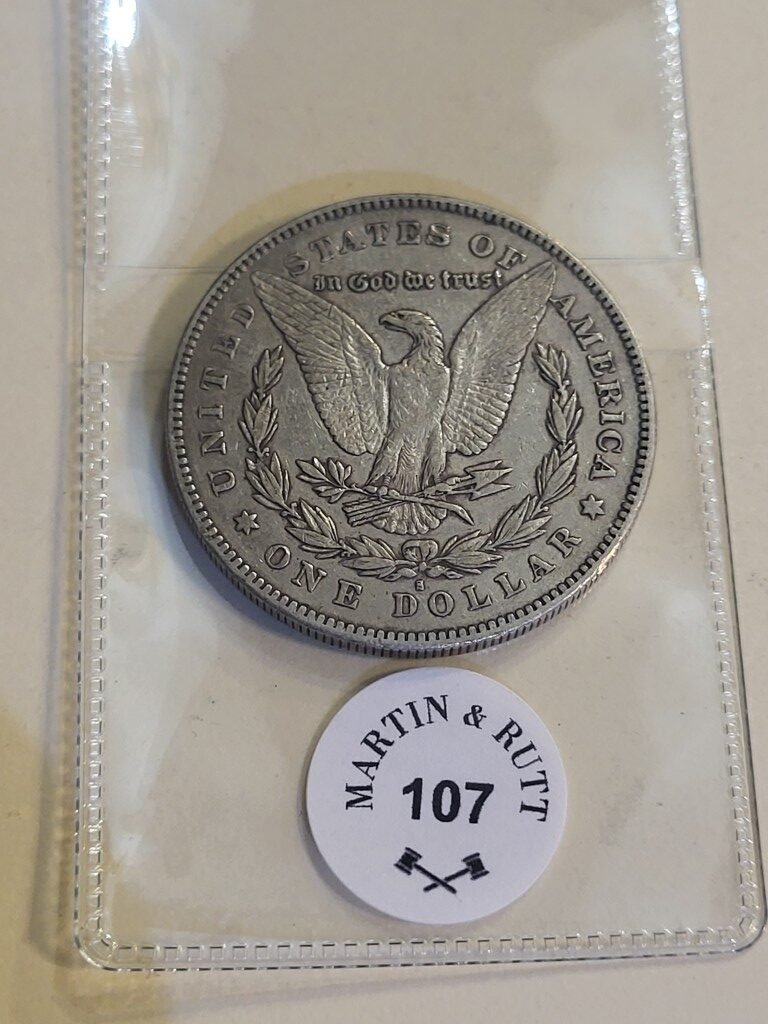 UNITED STATES OF AMERICA
In God we trust
S
ONE DOLLAR
MARTIN & RUTT
107